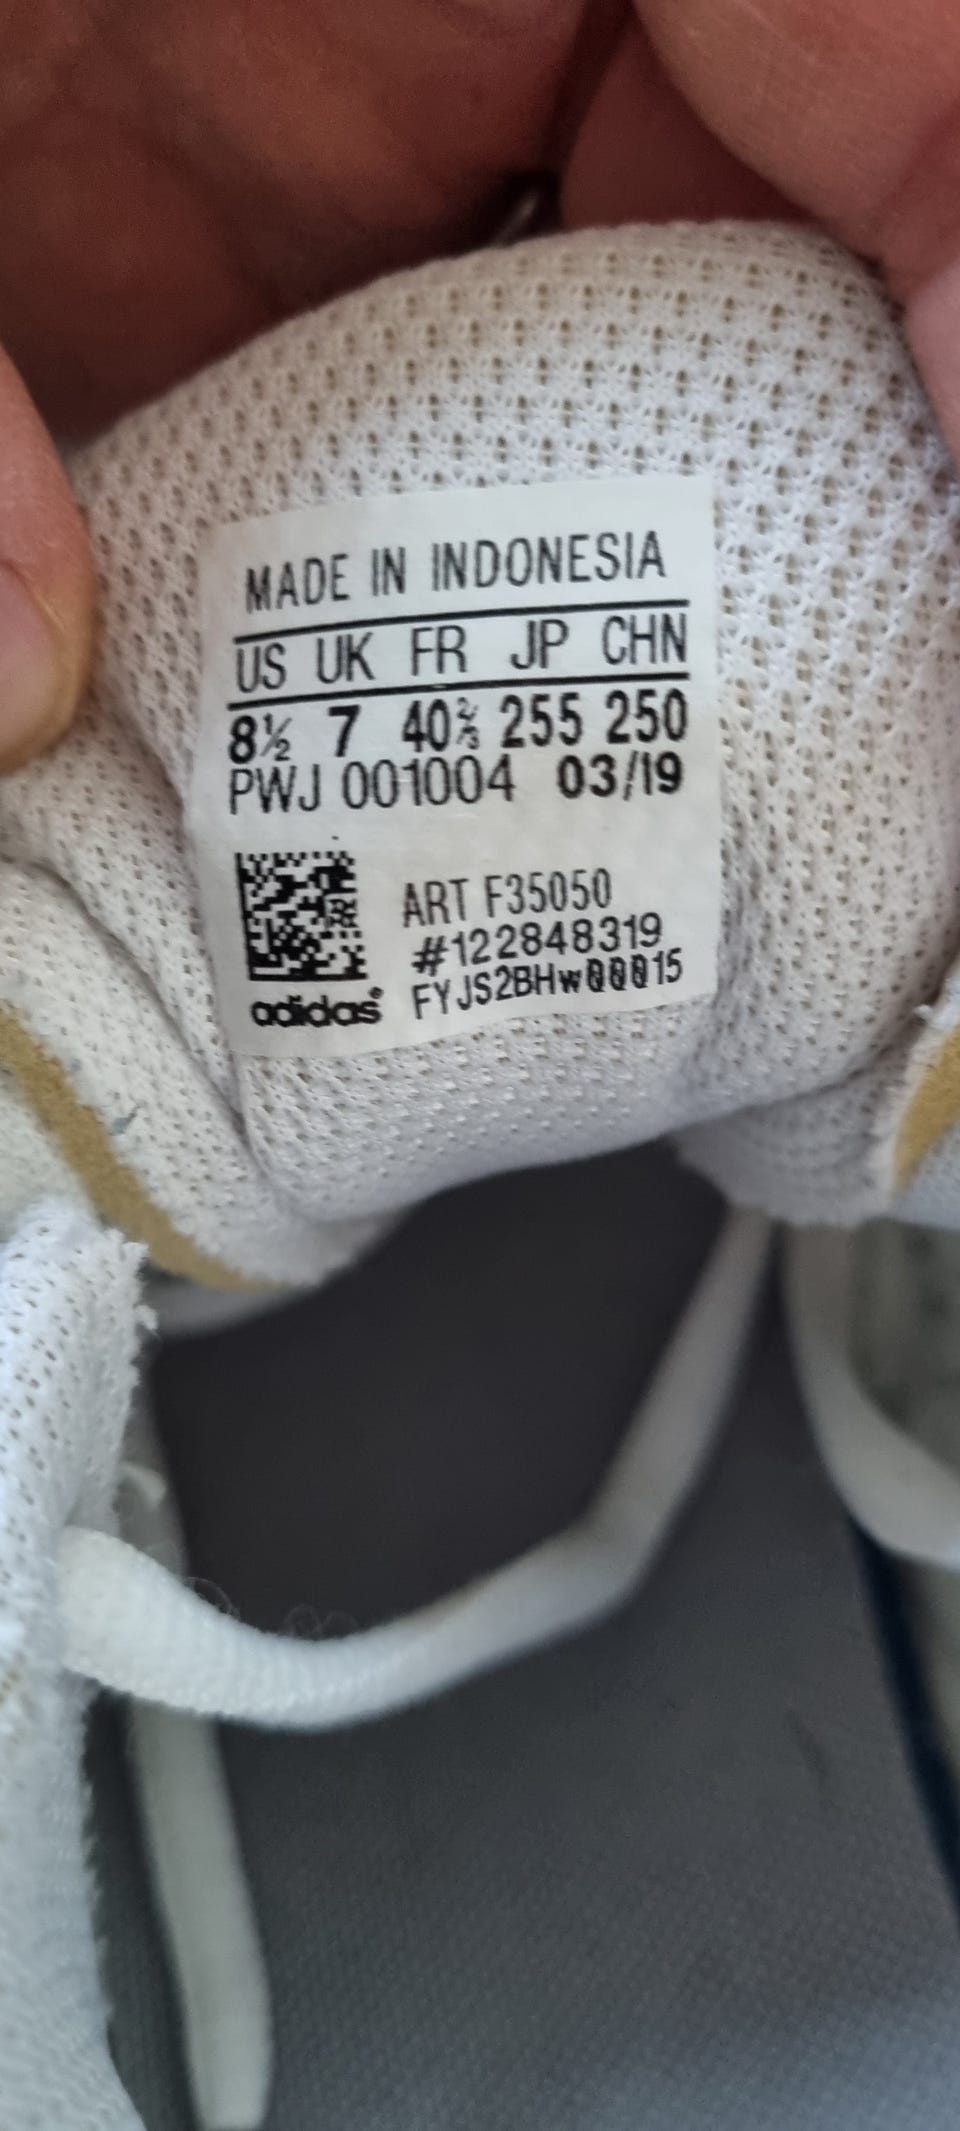 MADE IN INDONESIA
US UK FR JP CHN
8½ 7 40⅔ 255 250
PWJ 001004 03/19
ART F35050
#122848319
FYJS2BHW00015
adidas®